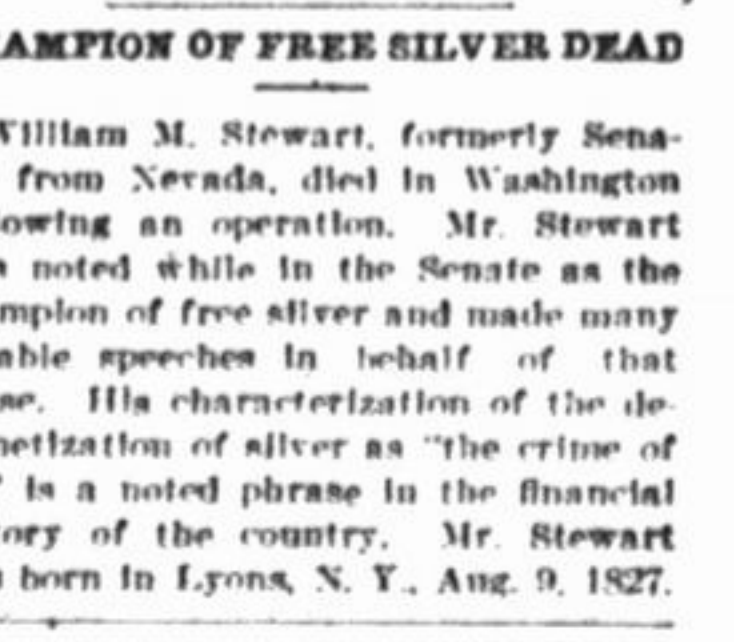 AMPION OF FREE SILVER DEAD
William M. Stewart, formerly Sena-
from Nevada, died in Washington
owing an operation. Mr. Stewart
noted while in the Senate as the
mpion of free silver and made many
able speeches in behalf of that
se. His characterization of the de-
netization of silver as "the crime of
is a noted phrase in the financial
ory of the country. Mr. Stewart
born in Lyons, N. Y., Aug. 9, 1827.